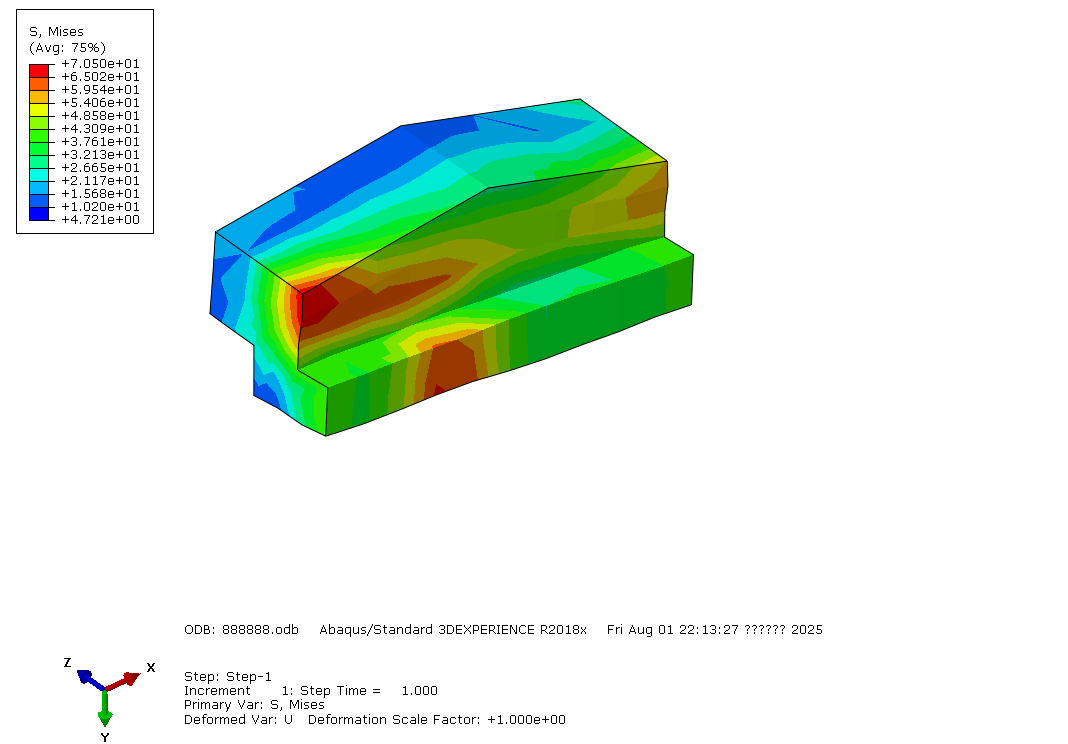 S, Mises
(Avg: 75%)
+7.050e+01
+6.502e+01
+5.954e+01
+5.406e+01
+4.858e+01
+4.309e+01
+3.761e+01
+3.213e+01
+2.665e+01
+2.117e+01
+1.568e+01
+1.020e+01
+4.721e+00
ODB: 888888.odb    Abaqus/Standard 3DEXPERIENCE R2018x    Fri Aug 01 22:13:27 ?????? 2025
Z
X
Y
Step: Step-1
Increment    1: Step Time =    1.000
Primary Var: S, Mises
Deformed Var: U   Deformation Scale Factor: +1.000e+00